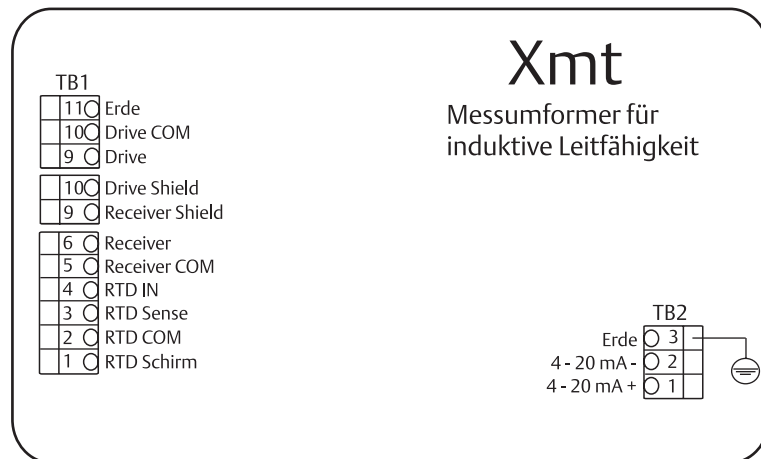 Xmt
Messumformer für
induktive Leitfähigkeit
TB1
11 Erde
10 Drive COM
9 Drive
10 Drive Shield
9 Receiver Shield
6 Receiver
5 Receiver COM
4 RTD IN
3 RTD Sense
2 RTD COM
1 RTD Schirm
TB2
Erde 3
4 - 20 mA - 2
4 - 20 mA + 1